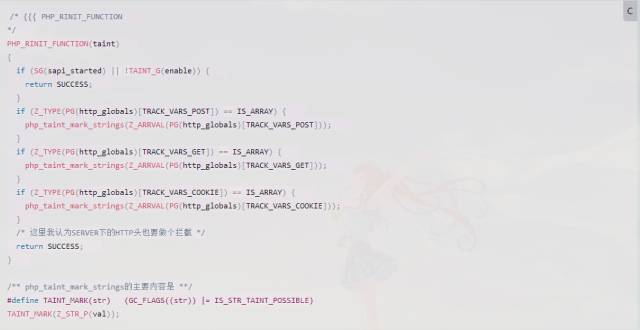 C
/* {{{ PHP_RINIT_FUNCTION
*/
PHP_RINIT_FUNCTION(taint)
{
if (SG(sapi_started) || !TAINT_G(enable)) {
return SUCCESS;
}
if (Z_TYPE(PG(http_globals)[TRACK_VARS_POST]) == IS_ARRAY) {
php_taint_mark_strings(Z_ARRVAL(PG(http_globals)[TRACK_VARS_POST]));
}
if (Z_TYPE(PG(http_globals)[TRACK_VARS_GET]) == IS_ARRAY) {
php_taint_mark_strings(Z_ARRVAL(PG(http_globals)[TRACK_VARS_GET]));
}
if (Z_TYPE(PG(http_globals)[TRACK_VARS_COOKIE]) == IS_ARRAY) {
php_taint_mark_strings(Z_ARRVAL(PG(http_globals)[TRACK_VARS_COOKIE]));
}
/* 这里我认为SERVER下的HTTP头也要做个拦截 */
return SUCCESS;
}
/** php_taint_mark_strings的主要内容是 **/
#define TAINT_MARK(str) (GC_FLAGS((str)) |= IS_STR_TAINT_POSSIBLE)
TAINT_MARK(Z_STR_P(val));